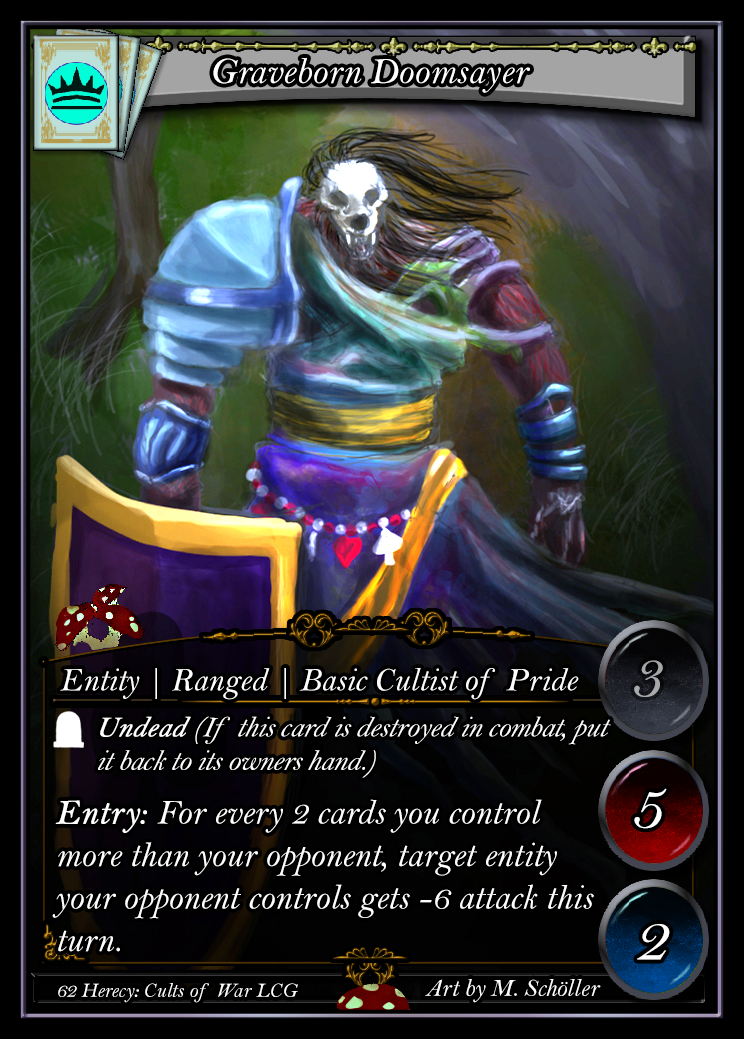 Graveborn Doomsayer
Entity | Ranged | Basic Cultist of Pride
3
Undead (If this card is destroyed in combat, put
it back to its owners hand.)
5
Entry: For every 2 cards you control
more than your opponent, target entity
your opponent controls gets -6 attack this
turn.
2
62 Herecy: Cults of War LCG
Art by M. Schöller